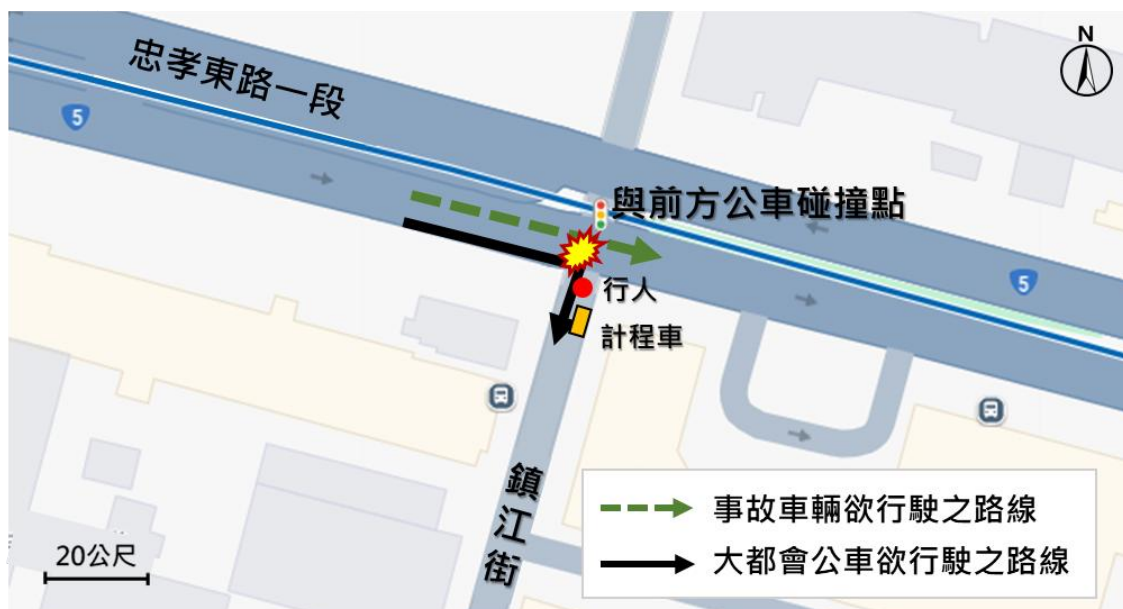 N
忠孝東路一段
5
與前方公車碰撞點
5
行人
計程車
鎮江街
事故車輛欲行駛之路線
大都會公車欲行駛之路線
20公尺